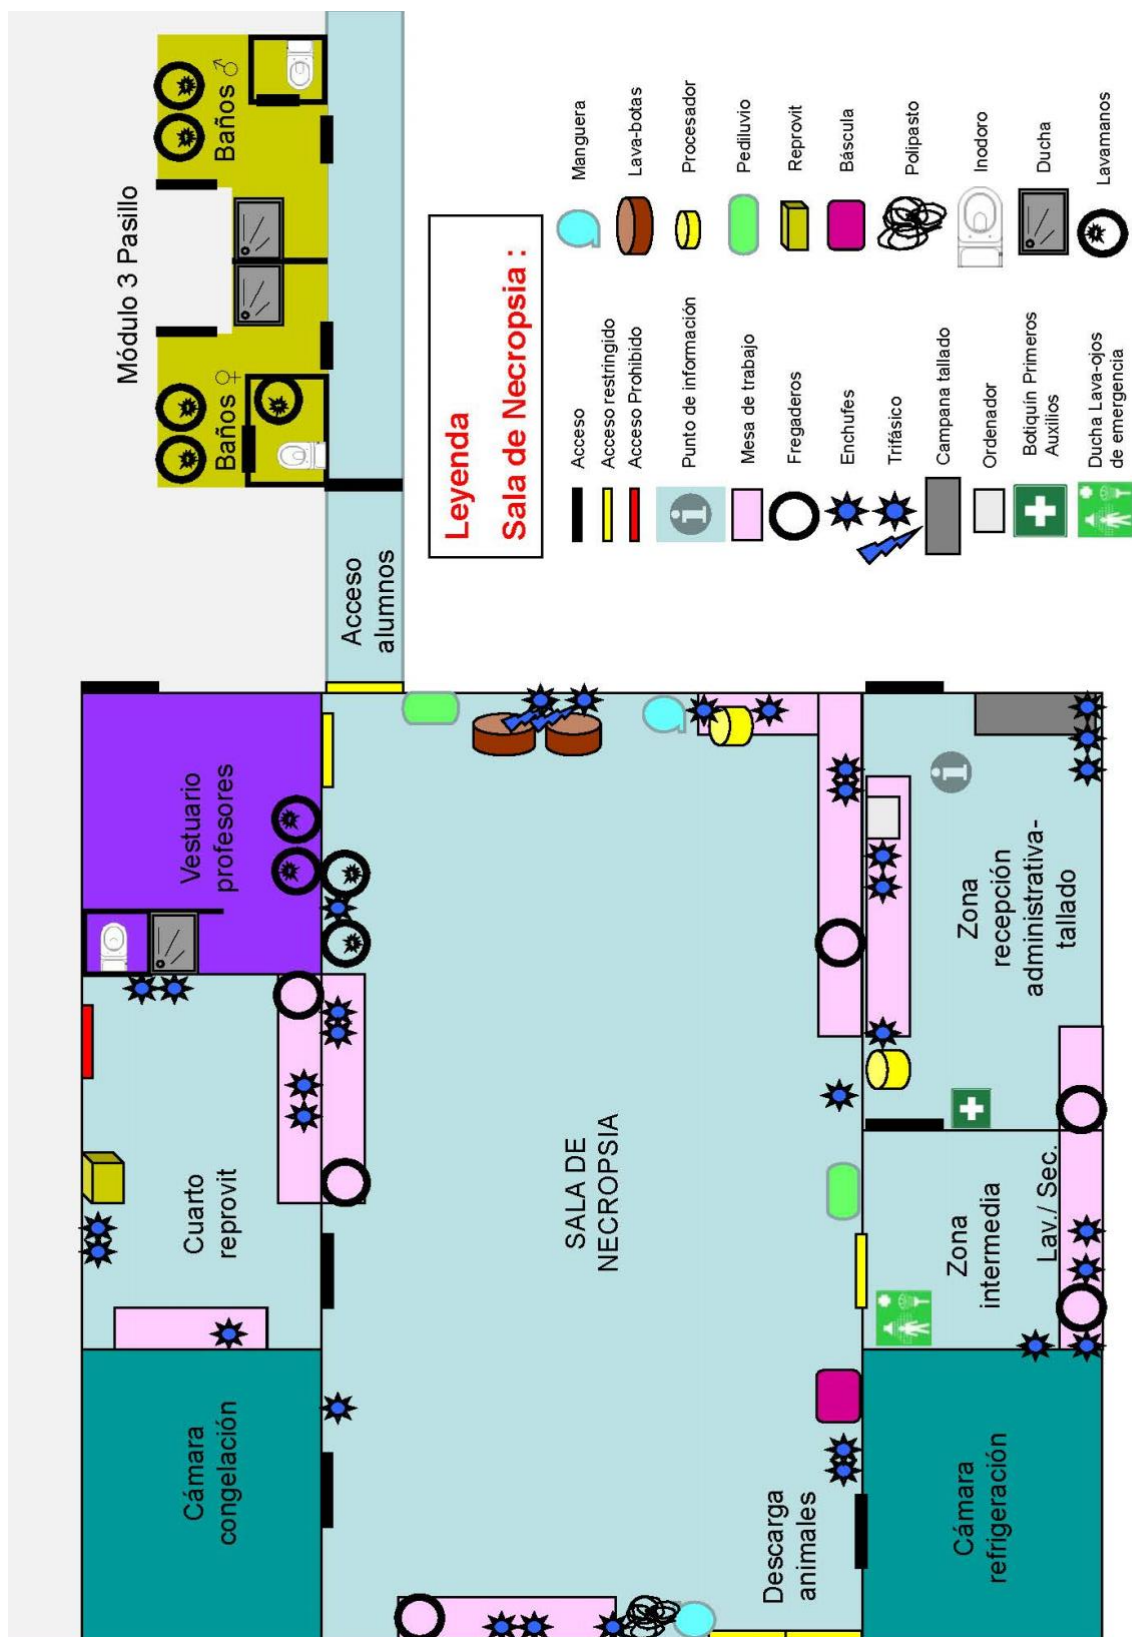 Módulo 3 Pasillo
Baños ♀
Baños ♂
Acceso
alumnos
Vestuario
profesores
Cuarto
reprovit
Cámara
congelación
SALA DE
NECROPSIA
Descarga
animales
Zona
recepción
administrativa-
tallado
Zona
intermedia
Lav./ Sec.
Cámara
refrigeración
Leyenda
Sala de Necropsia :
Acceso
Acceso restringido
Acceso Prohibido
Punto de información
Mesa de trabajo
Fregaderos
Enchufes
Trifásico
Campana tallado
Ordenador
Botiquín Primeros
Auxilios
Ducha Lava-ojos
de emergencia
Manguera
Lava-botas
Procesador
Pediluvio
Reprovit
Báscula
Polipasto
Inodoro
Ducha
Lavamanos